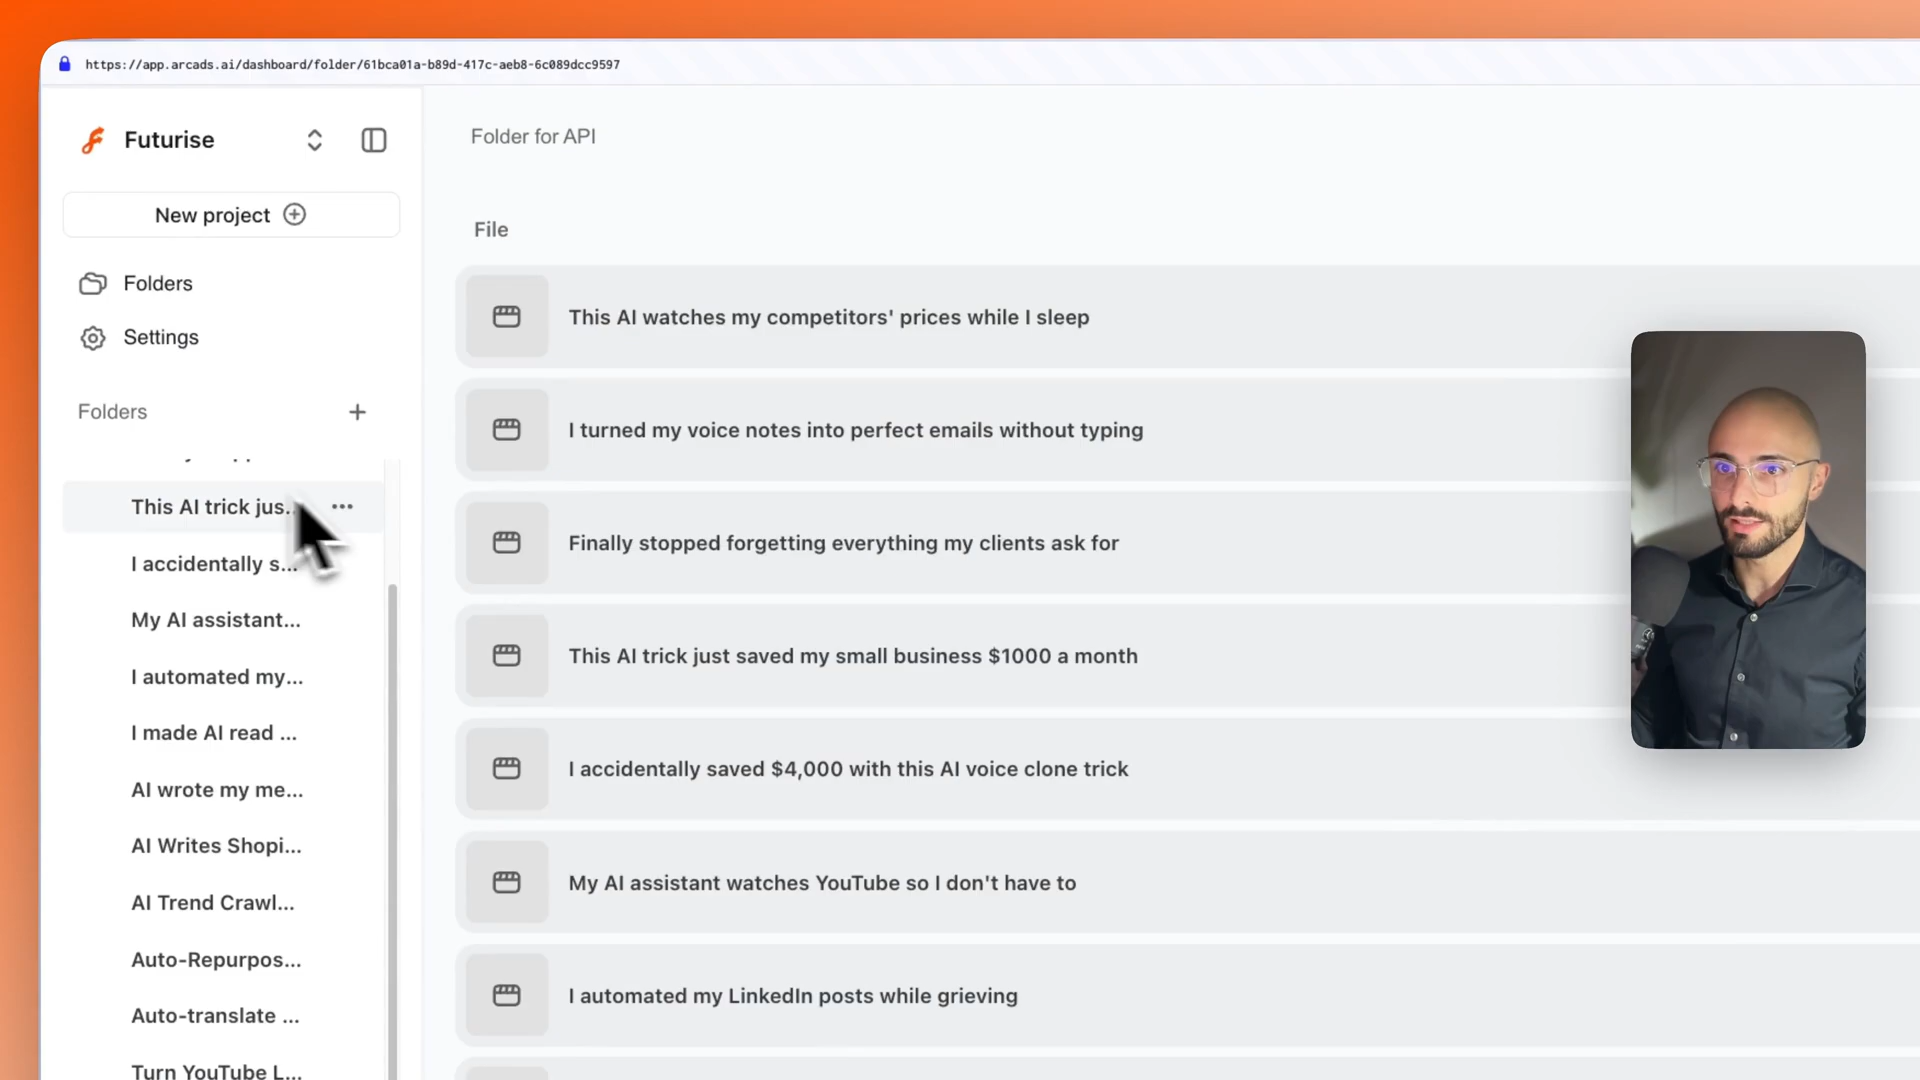 https://app.arcads.ai/dashboard/folder/61bca01a-b89d-417c-aeb8-6c089dcc9597
Futurise
New project
Folders
Settings
Folders
This AI trick jus...
I accidentally s...
My AI assistant...
I automated my...
I made AI read ...
AI wrote my me...
AI Writes Shopi...
AI Trend Crawl...
Auto-Repurpos...
Auto-translate ...
Turn YouTube L...
Folder for API
File
This AI watches my competitors' prices while I sleep
I turned my voice notes into perfect emails without typing
Finally stopped forgetting everything my clients ask for
This AI trick just saved my small business $1000 a month
I accidentally saved $4,000 with this AI voice clone trick
My AI assistant watches YouTube so I don't have to
I automated my LinkedIn posts while grieving